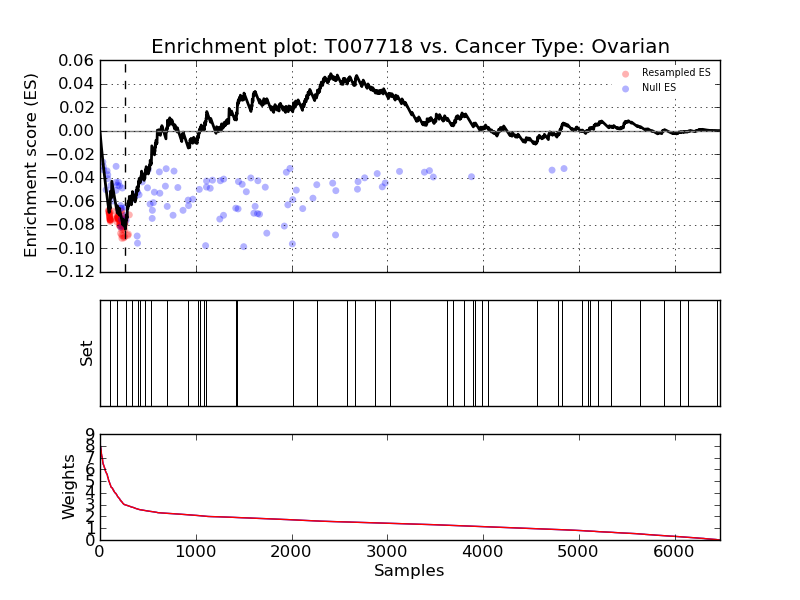 Enrichment plot: T007718 vs. Cancer Type: Ovarian
0.06
0.04
0.02
0.00
−0.02
−0.04
−0.06
−0.08
−0.10
−0.12
Enrichment score (ES)
Resampled ES
Null ES
Set
9
8
7
6
5
4
3
2
1
0
Weights
0 1000 2000 3000 4000 5000 6000
Samples